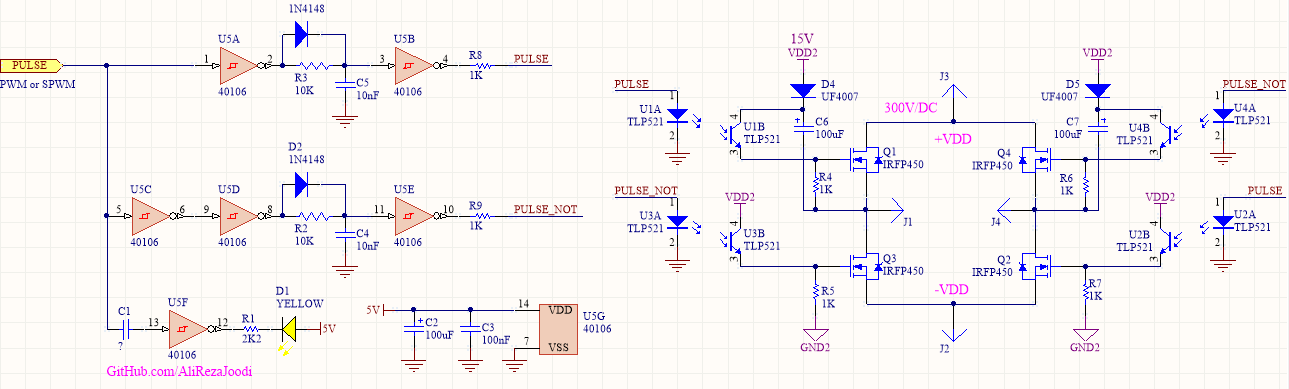 1N4148
U5A
1
2
R3
10K
C5
10nF
40106
U5B
3
4
40106
R8
1K
PULSE
PULSE
PWM or SPWM
D2
1N4148
U5C
5
6
40106
U5D
9
8
40106
R2
10K
C4
10nF
U5E
11
10
40106
R9
1K
PULSE_NOT
C1
?
U5F
13
12
40106
R1
2K2
D1
YELLOW
5V
GitHub.com/AliRezaJoodi
5V
+
C2
100uF
C3
100nF
14
VDD
7
VSS
U5G
40106
15V
VDD2
D4
UF4007
PULSE
1
U1A
TLP521
2
4
U1B
TLP521
3
+
C6
100uF
Q1
IRFP450
R4
1K
J1
PULSE_NOT
1
U3A
TLP521
2
VDD2
4
U3B
TLP521
3
Q3
IRFP450
R5
1K
GND2
J3
300V/DC
+VDD
-VDD
J2
VDD2
D5
UF4007
+
C7
100uF
Q4
IRFP450
R6
1K
J4
4
U4B
TLP521
3
PULSE_NOT
1
U4A
TLP521
2
VDD2
4
U2B
TLP521
3
PULSE
1
U2A
TLP521
2
Q2
IRFP450
R7
1K
GND2